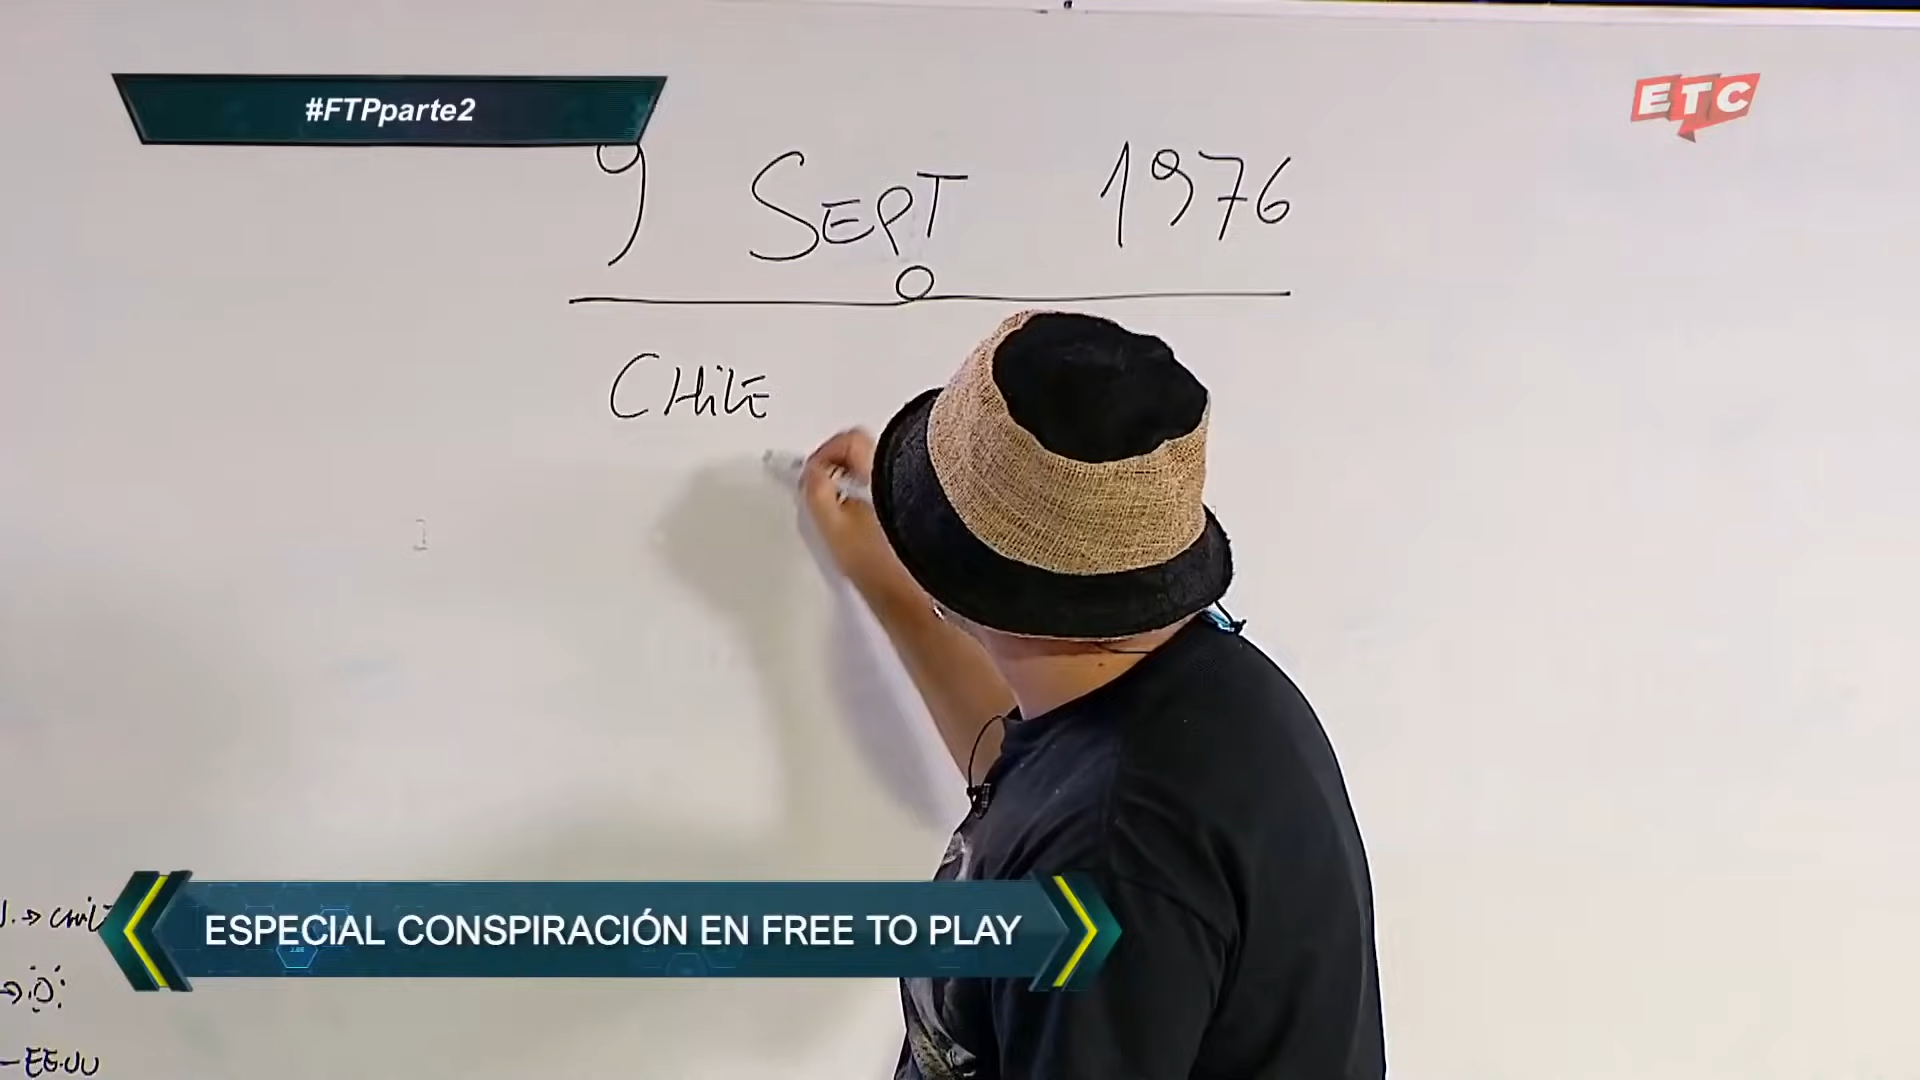 #FTPparte2
ETC
9 SEPT 1976
CHILE
ESPECIAL CONSPIRACIÓN EN FREE TO PLAY
EE.UU